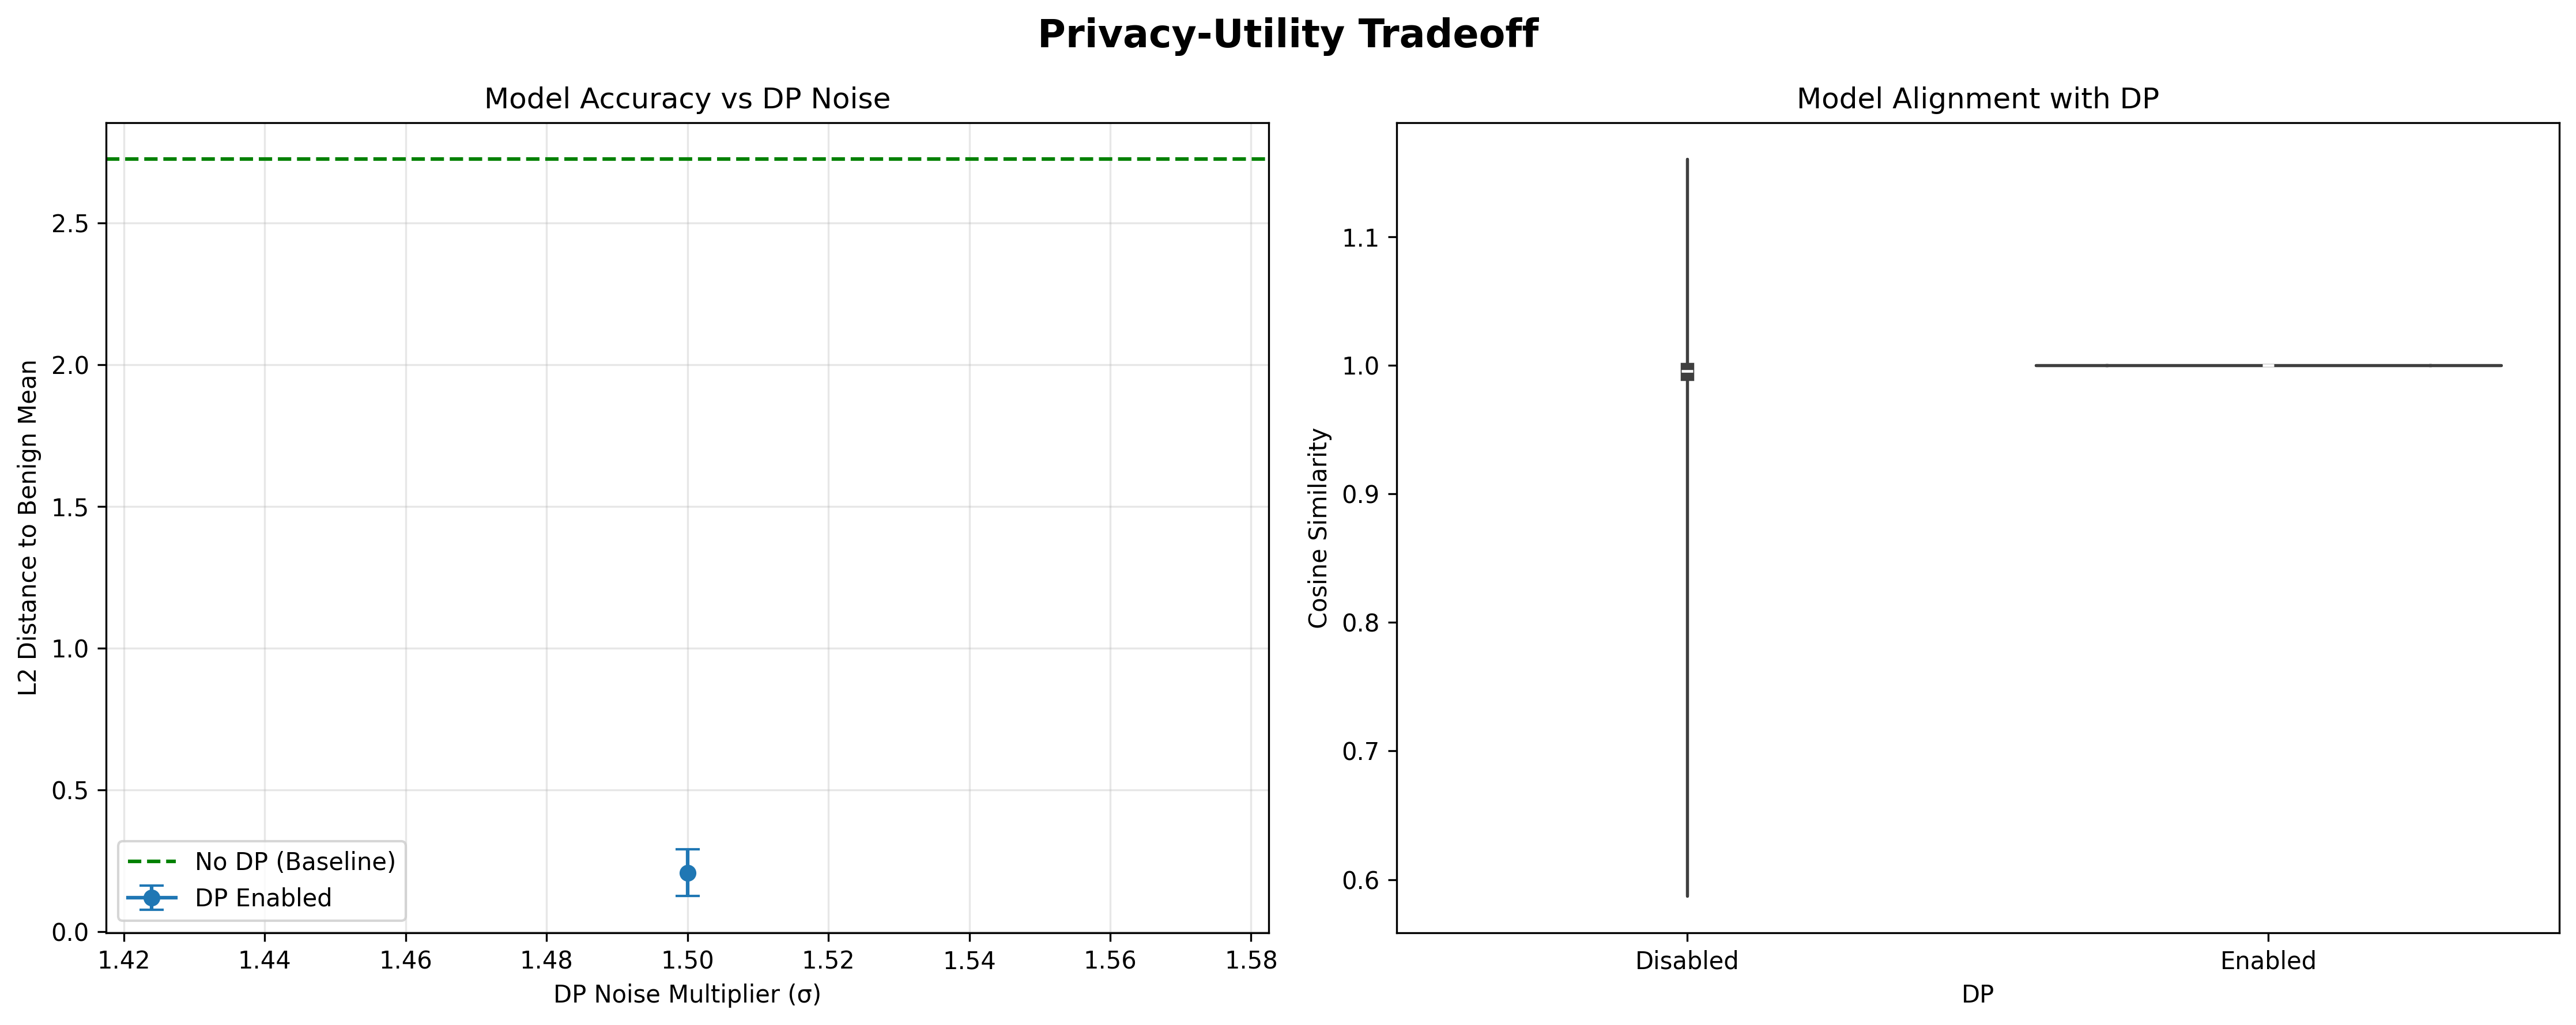 Privacy-Utility Tradeoff
Model Accuracy vs DP Noise
L2 Distance to Benign Mean
2.5
2.0
1.5
1.0
0.5
0.0
No DP (Baseline)
DP Enabled
1.42 1.44 1.46 1.48 1.50 1.52 1.54 1.56 1.58
DP Noise Multiplier (σ)
Model Alignment with DP
Cosine Similarity
1.1
1.0
0.9
0.8
0.7
0.6
Disabled Enabled
DP